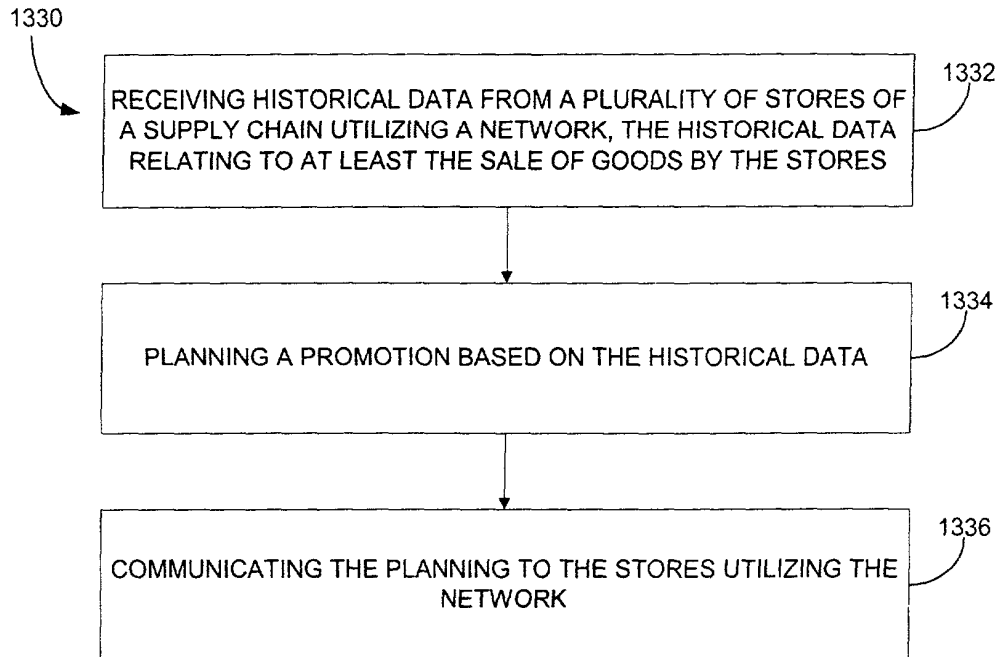 1330
1332
RECEIVING HISTORICAL DATA FROM A PLURALITY OF STORES OF
A SUPPLY CHAIN UTILIZING A NETWORK, THE HISTORICAL DATA
RELATING TO AT LEAST THE SALE OF GOODS BY THE STORES
1334
PLANNING A PROMOTION BASED ON THE HISTORICAL DATA
1336
COMMUNICATING THE PLANNING TO THE STORES UTILIZING THE
NETWORK